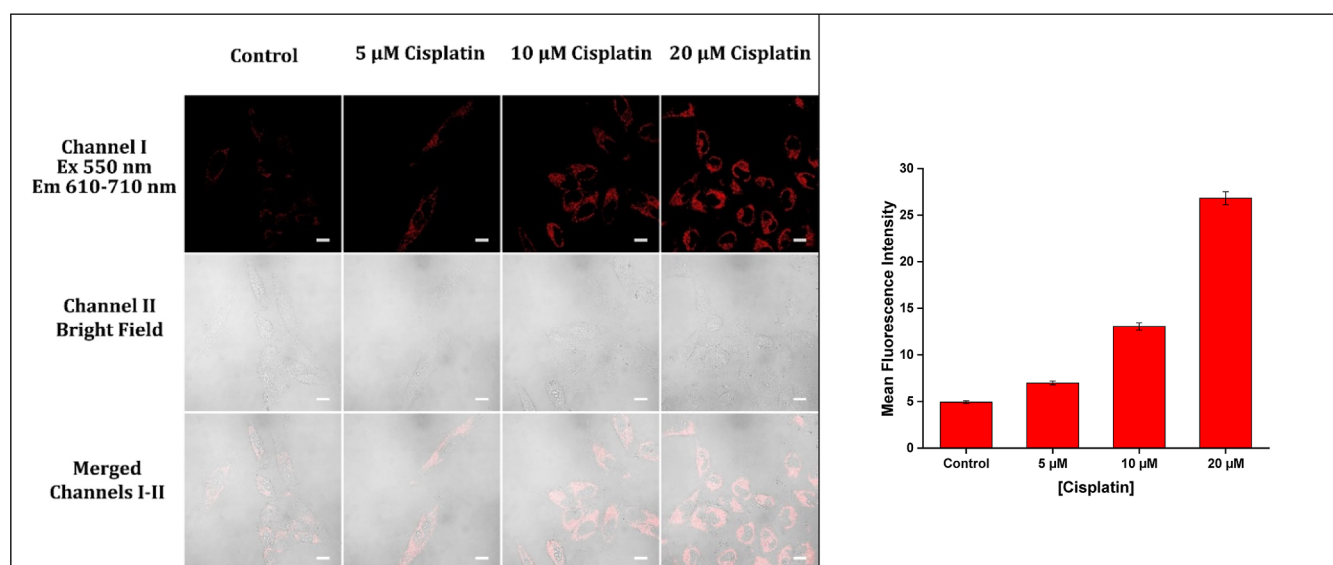 Control
5 μM Cisplatin
10 μM Cisplatin
20 μM Cisplatin
Channel I
Ex 550 nm
Em 610-710 nm
Channel II
Bright Field
Merged
Channels I-II
Mean Fluorescence Intensity
30
25
20
15
10
5
0
Control
5 μM
10 μM
20 μM
[Cisplatin]